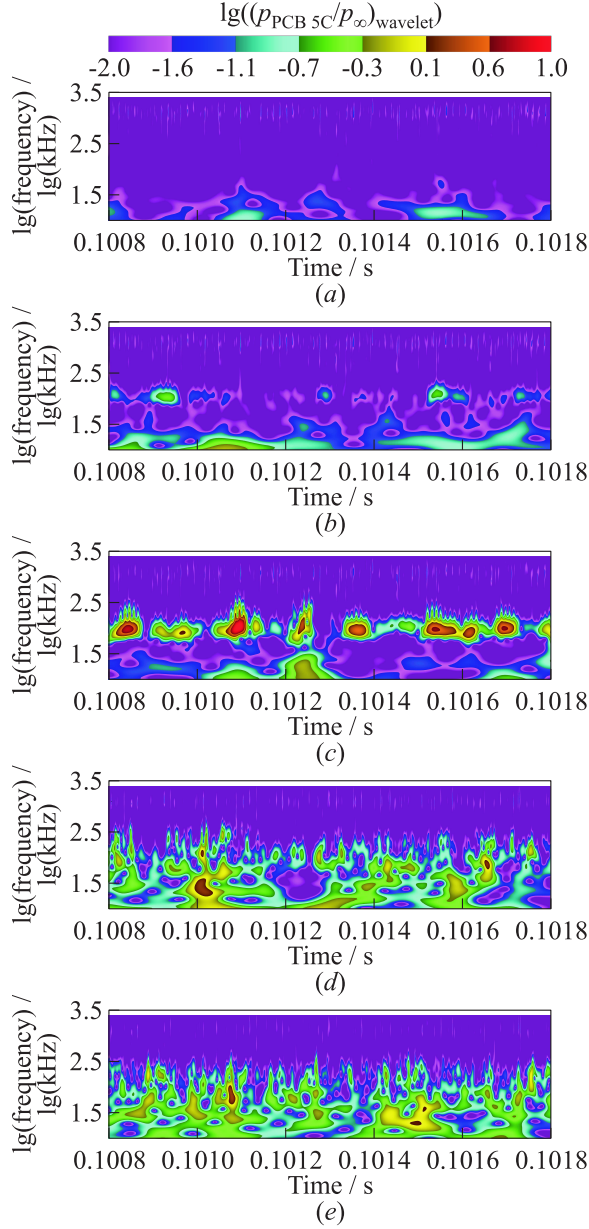 lg((pPCB 5C/p∞)wavelet)
-2.0 -1.6 -1.1 -0.7 -0.3 0.1 0.6 1.0
lg(frequency) /
lg(kHz)
3.5
2.5
1.5
0.1008 0.1010 0.1012 0.1014 0.1016 0.1018
Time / s
(a)
lg(frequency) /
lg(kHz)
3.5
2.5
1.5
0.1008 0.1010 0.1012 0.1014 0.1016 0.1018
Time / s
(b)
lg(frequency) /
lg(kHz)
3.5
2.5
1.5
0.1008 0.1010 0.1012 0.1014 0.1016 0.1018
Time / s
(c)
lg(frequency) /
lg(kHz)
3.5
2.5
1.5
0.1008 0.1010 0.1012 0.1014 0.1016 0.1018
Time / s
(d)
lg(frequency) /
lg(kHz)
3.5
2.5
1.5
0.1008 0.1010 0.1012 0.1014 0.1016 0.1018
Time / s
(e)